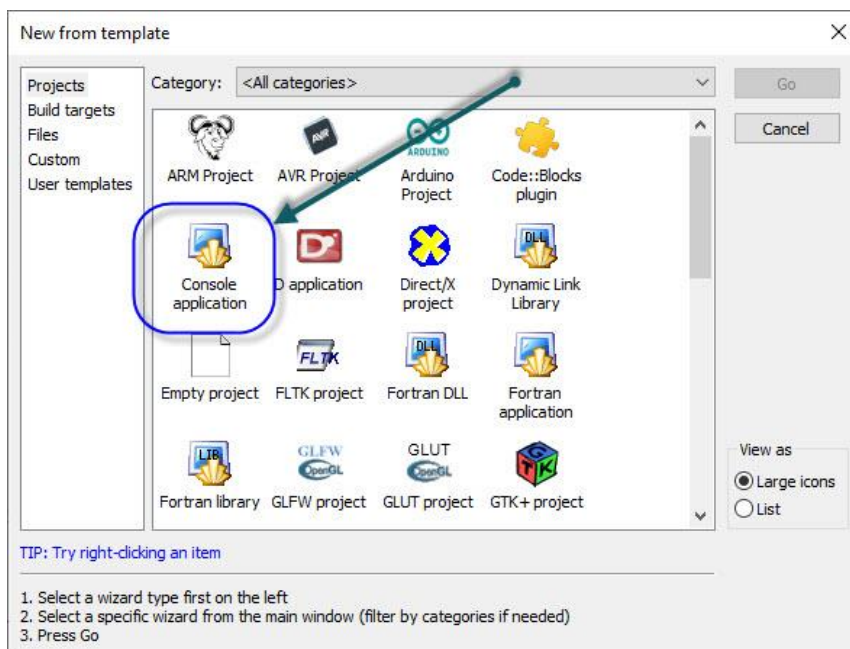 New from template
Projects
Build targets
Files
Custom
User templates
Category: <All categories>
Go
Cancel
AVR
ARDUINO
ARM Project
AVR Project
Arduino
Project
Code::Blocks
plugin
D
DLL
Console
application
D application
Direct/X
project
Dynamic Link
Library
FLTK
DLL
Empty project
FLTK project
Fortran DLL
Fortran
application
LIB
GLFW
OpenGL
GLUT
OpenGL
GTK
Fortran library
GLFW project
GLUT project
GTK+ project
View as
Large icons
List
TIP: Try right-clicking an item
1. Select a wizard type first on the left
2. Select a specific wizard from the main window (filter by categories if needed)
3. Press Go